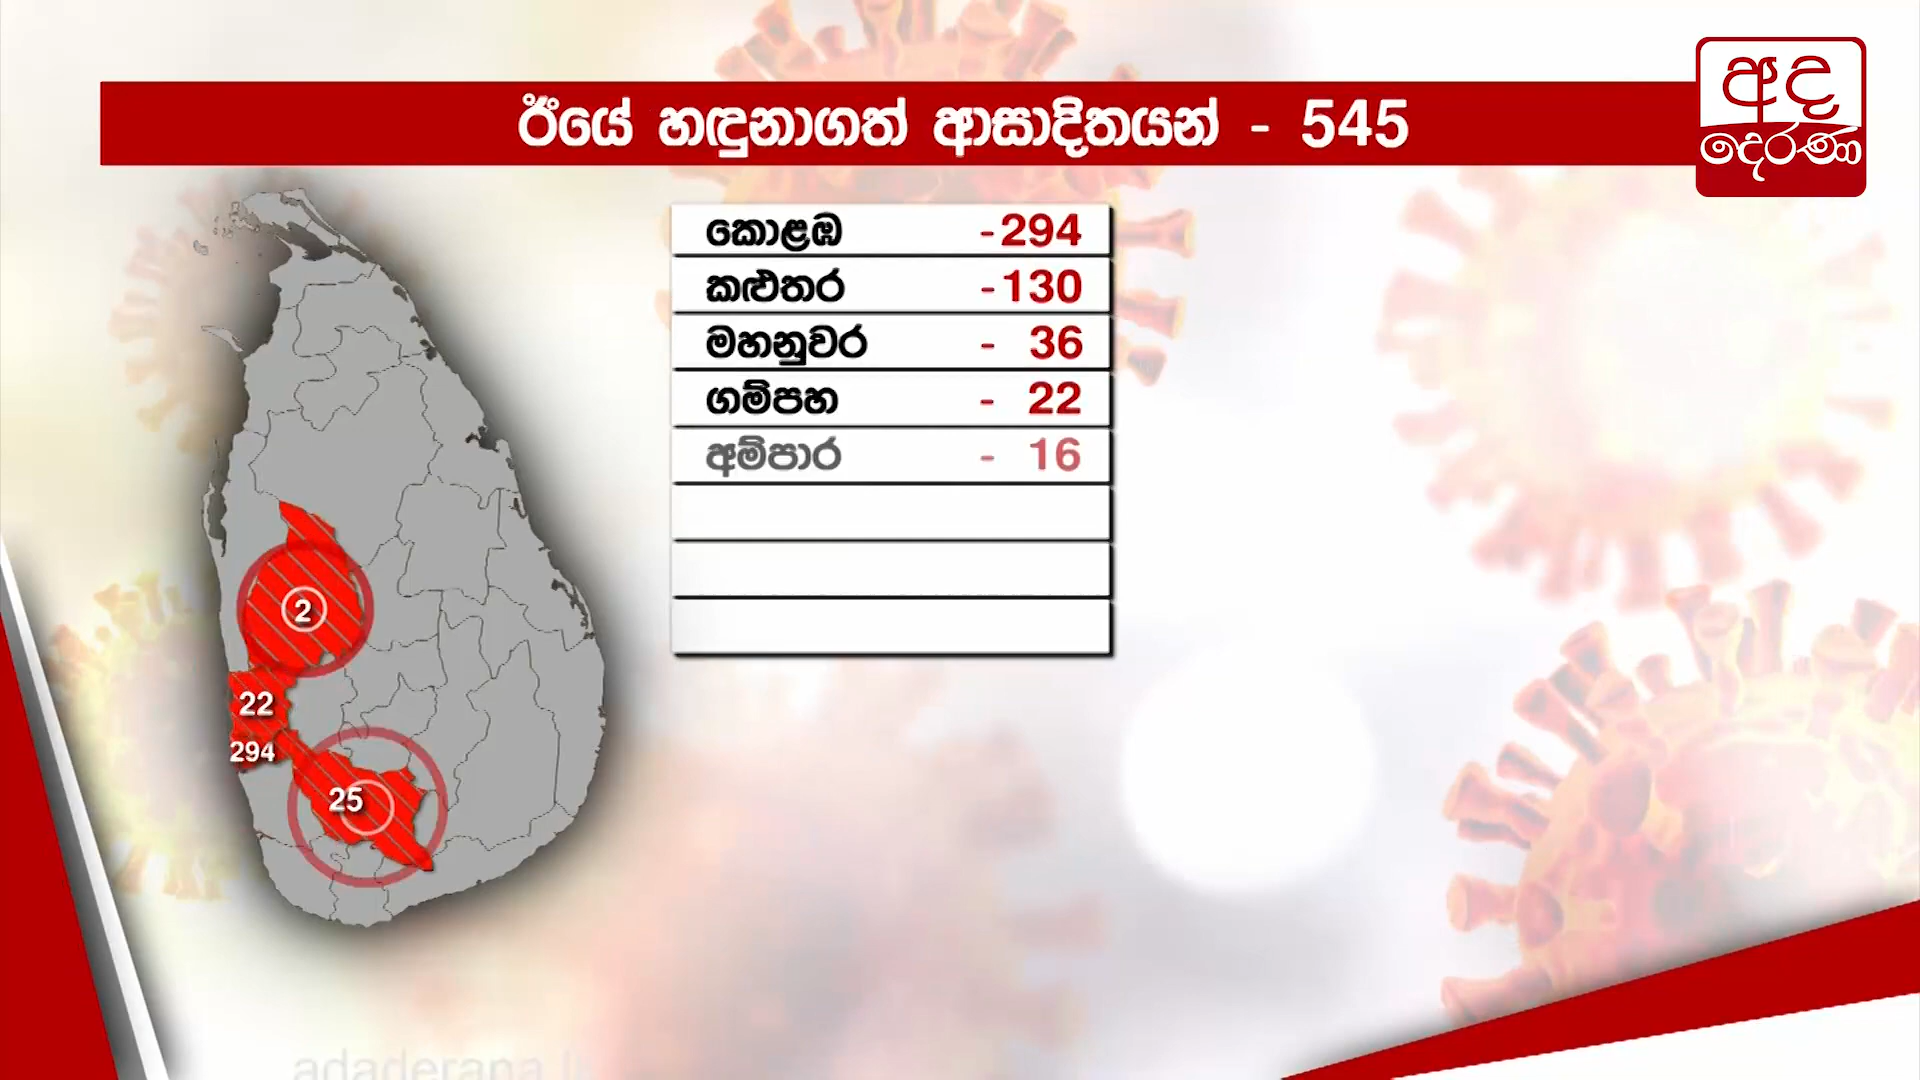 ඊයේ හඳුනාගත් ආසාදිතයන් - 545
අද
දෙරණ
කොළඹ -294
කළුතර -130
මහනුවර - 36
ගම්පහ - 22
අම්පාර - 16
2
22
294
25
adaderana.l